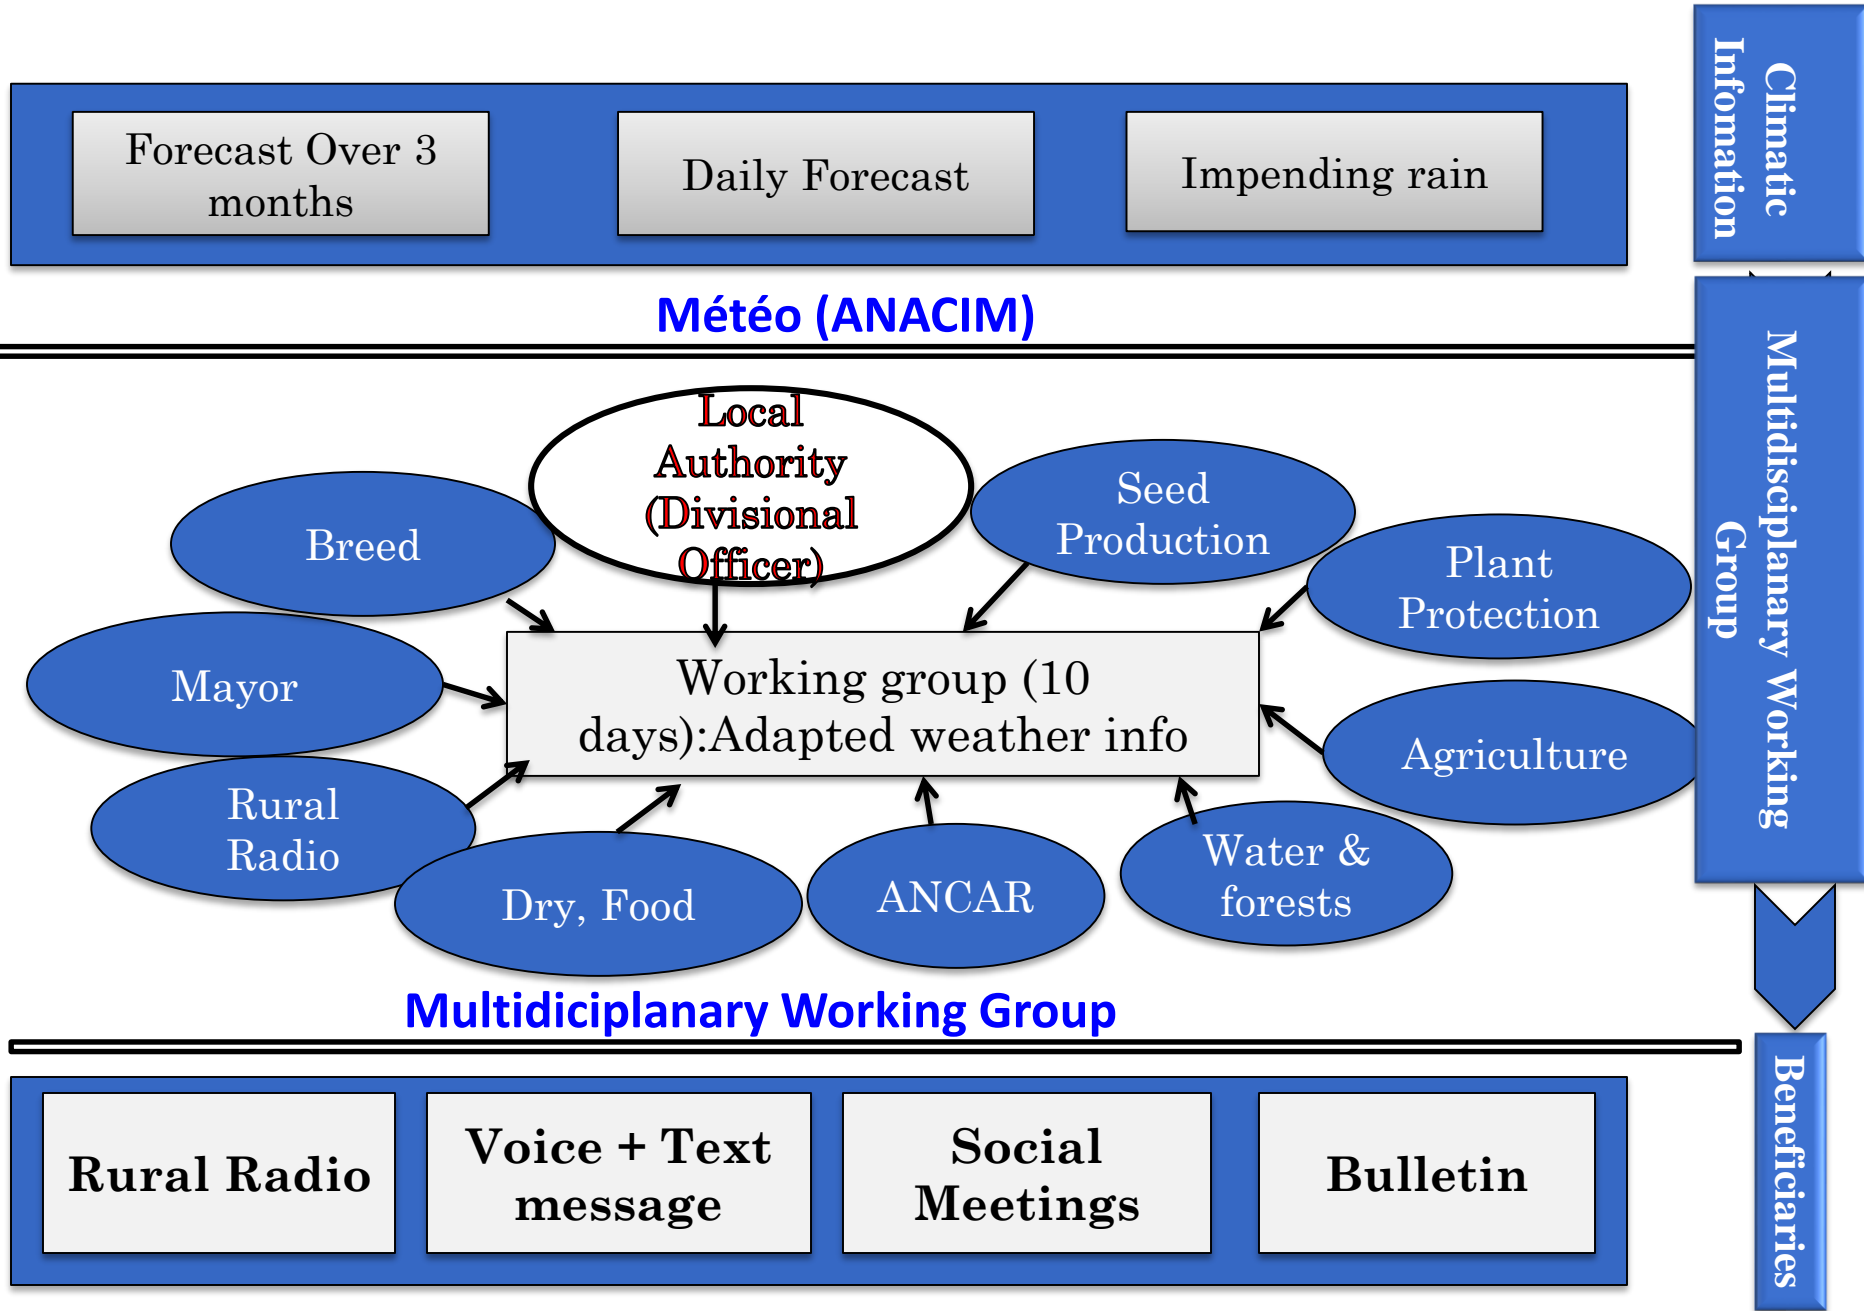 Climatic
Infomation
Forecast Over 3
months
Daily Forecast
Impending rain
Météo (ANACIM)
Multidisciplanary Working
Group
Local
Authority
(Divisional
Officer)
Seed
Production
Breed
Plant
Protection
Mayor
Working group (10
days):Adapted weather info
Agriculture
Rural
Radio
Dry, Food
ANCAR
Water &
forests
Multidiciplanary Working Group
Beneficiaries
Rural Radio
Voice + Text
message
Social
Meetings
Bulletin